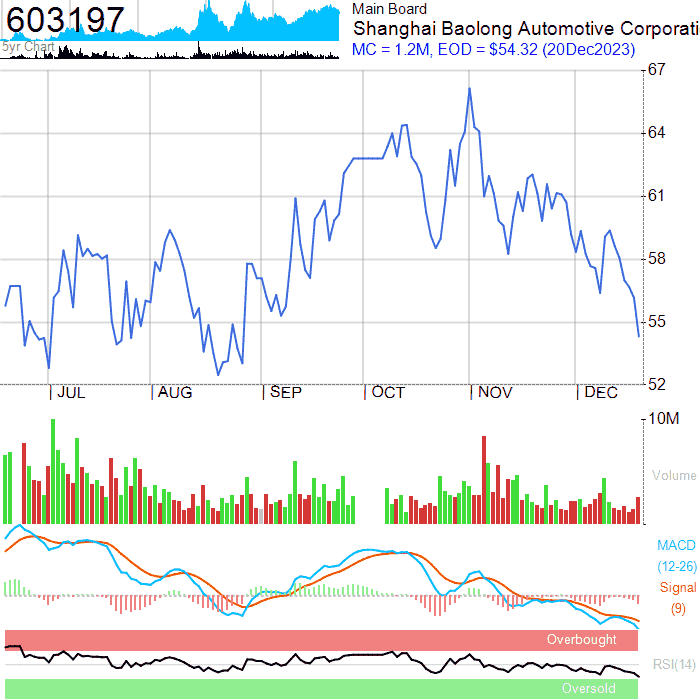 603197
5yr Chart
Main Board
Shanghai Baolong Automotive Corporati
MC = 1.2M, EOD = $54.32 (20Dec2023)
67
64
61
58
55
52
JUL AUG SEP OCT NOV DEC
10M
Volume
MACD
(12-26)
Signal
(9)
Overbought
RSI(14)
Oversold